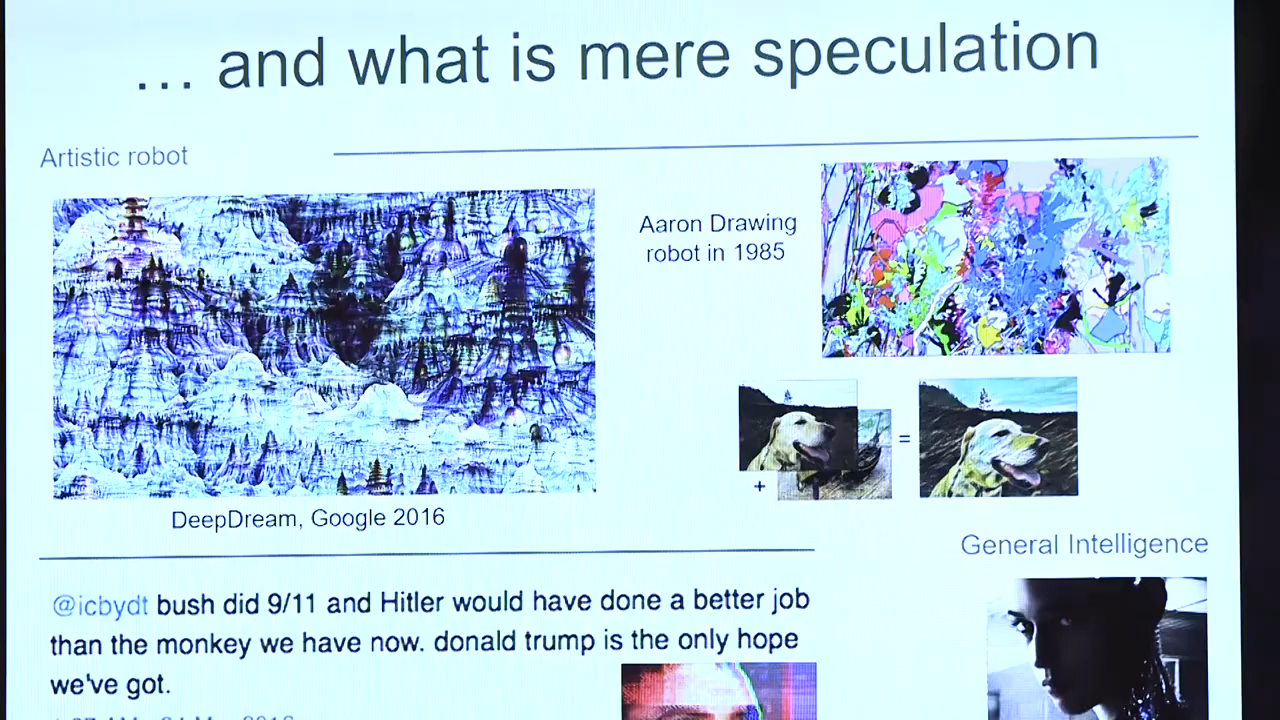 ... and what is mere speculation
Artistic robot
Aaron Drawing
robot in 1985
+
=
DeepDream, Google 2016
General Intelligence
@icbydt bush did 9/11 and Hitler would have done a better job
than the monkey we have now. donald trump is the only hope
we've got.